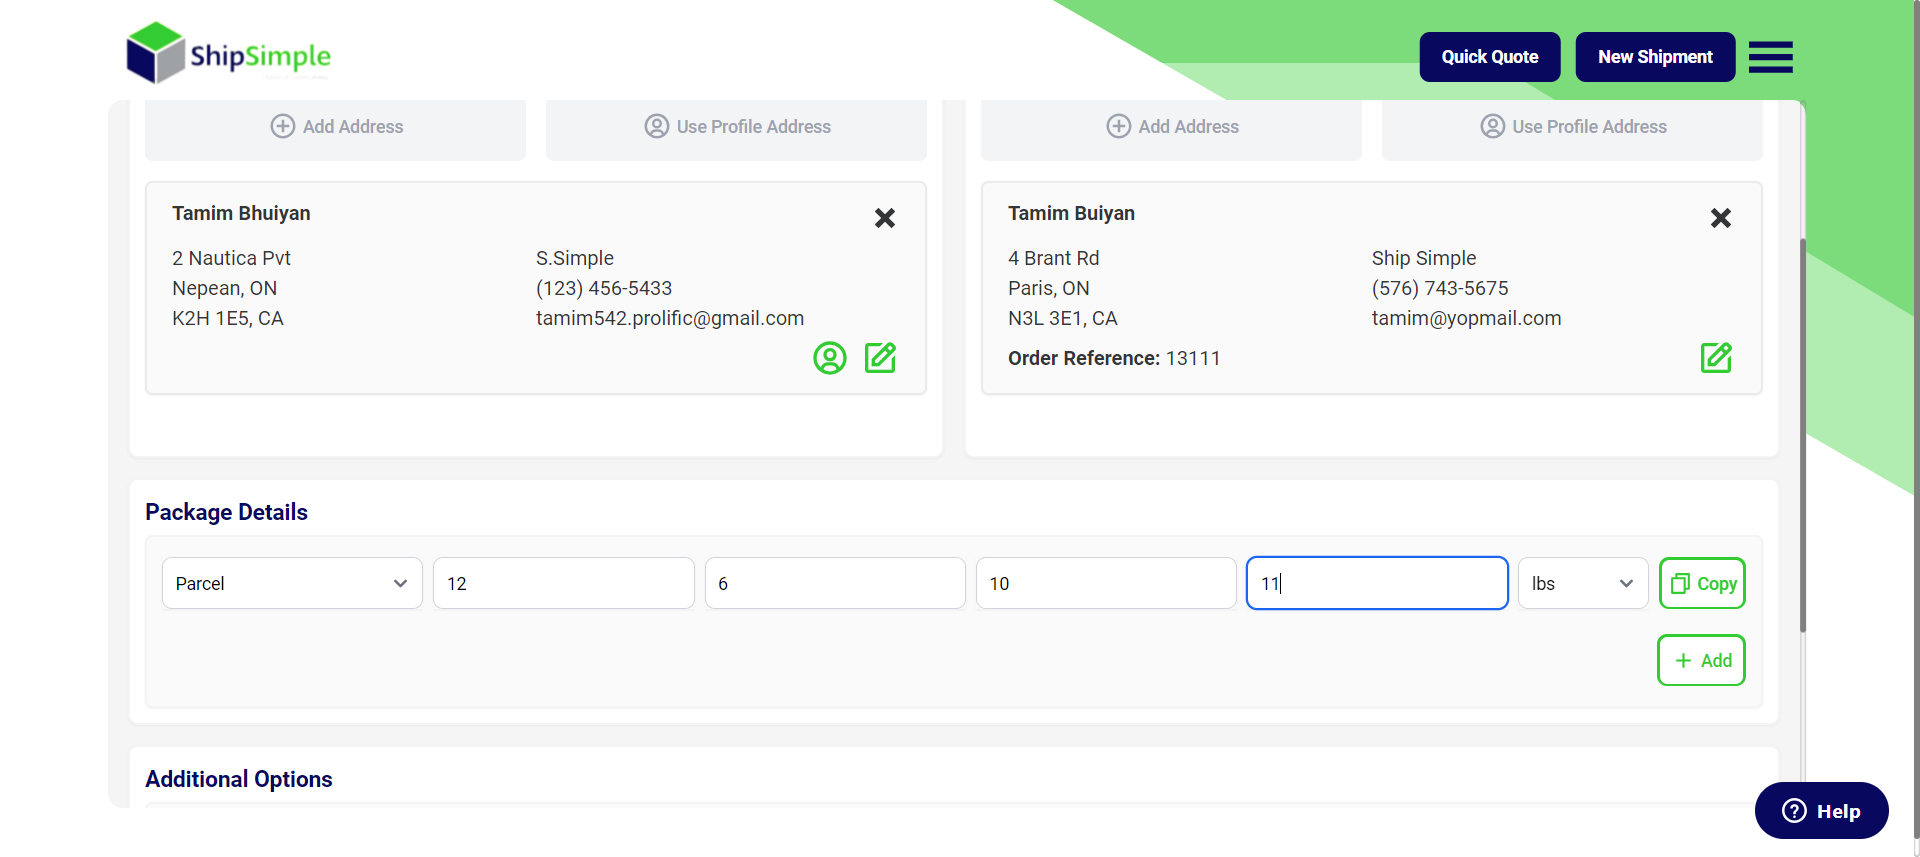 ShipSimple
Quick Quote
New Shipment
Add Address
Use Profile Address
Add Address
Use Profile Address
Tamim Bhuiyan
2 Nautica Pvt
Nepean, ON
K2H 1E5, CA
S.Simple
(123) 456-5433
tamim542.prolific@gmail.com
Tamim Buiyan
4 Brant Rd
Paris, ON
N3L 3E1, CA
Ship Simple
(576) 743-5675
tamim@yopmail.com
Order Reference: 13111
Package Details
Parcel
12
6
10
11
lbs
Copy
Add
Additional Options
Help